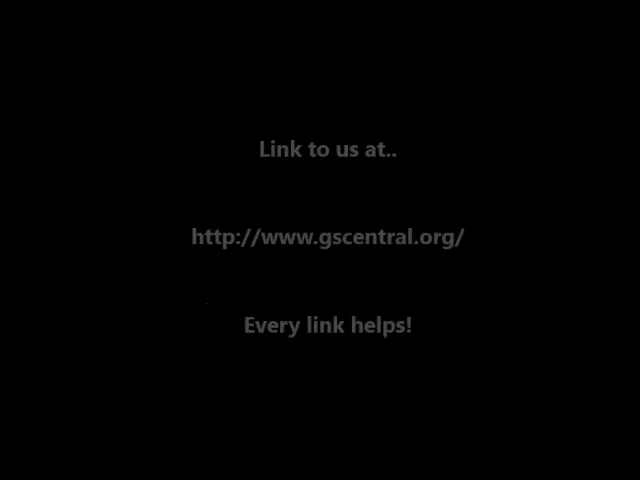 Link to us at..
http://www.gscentral.org/
Every link helps!